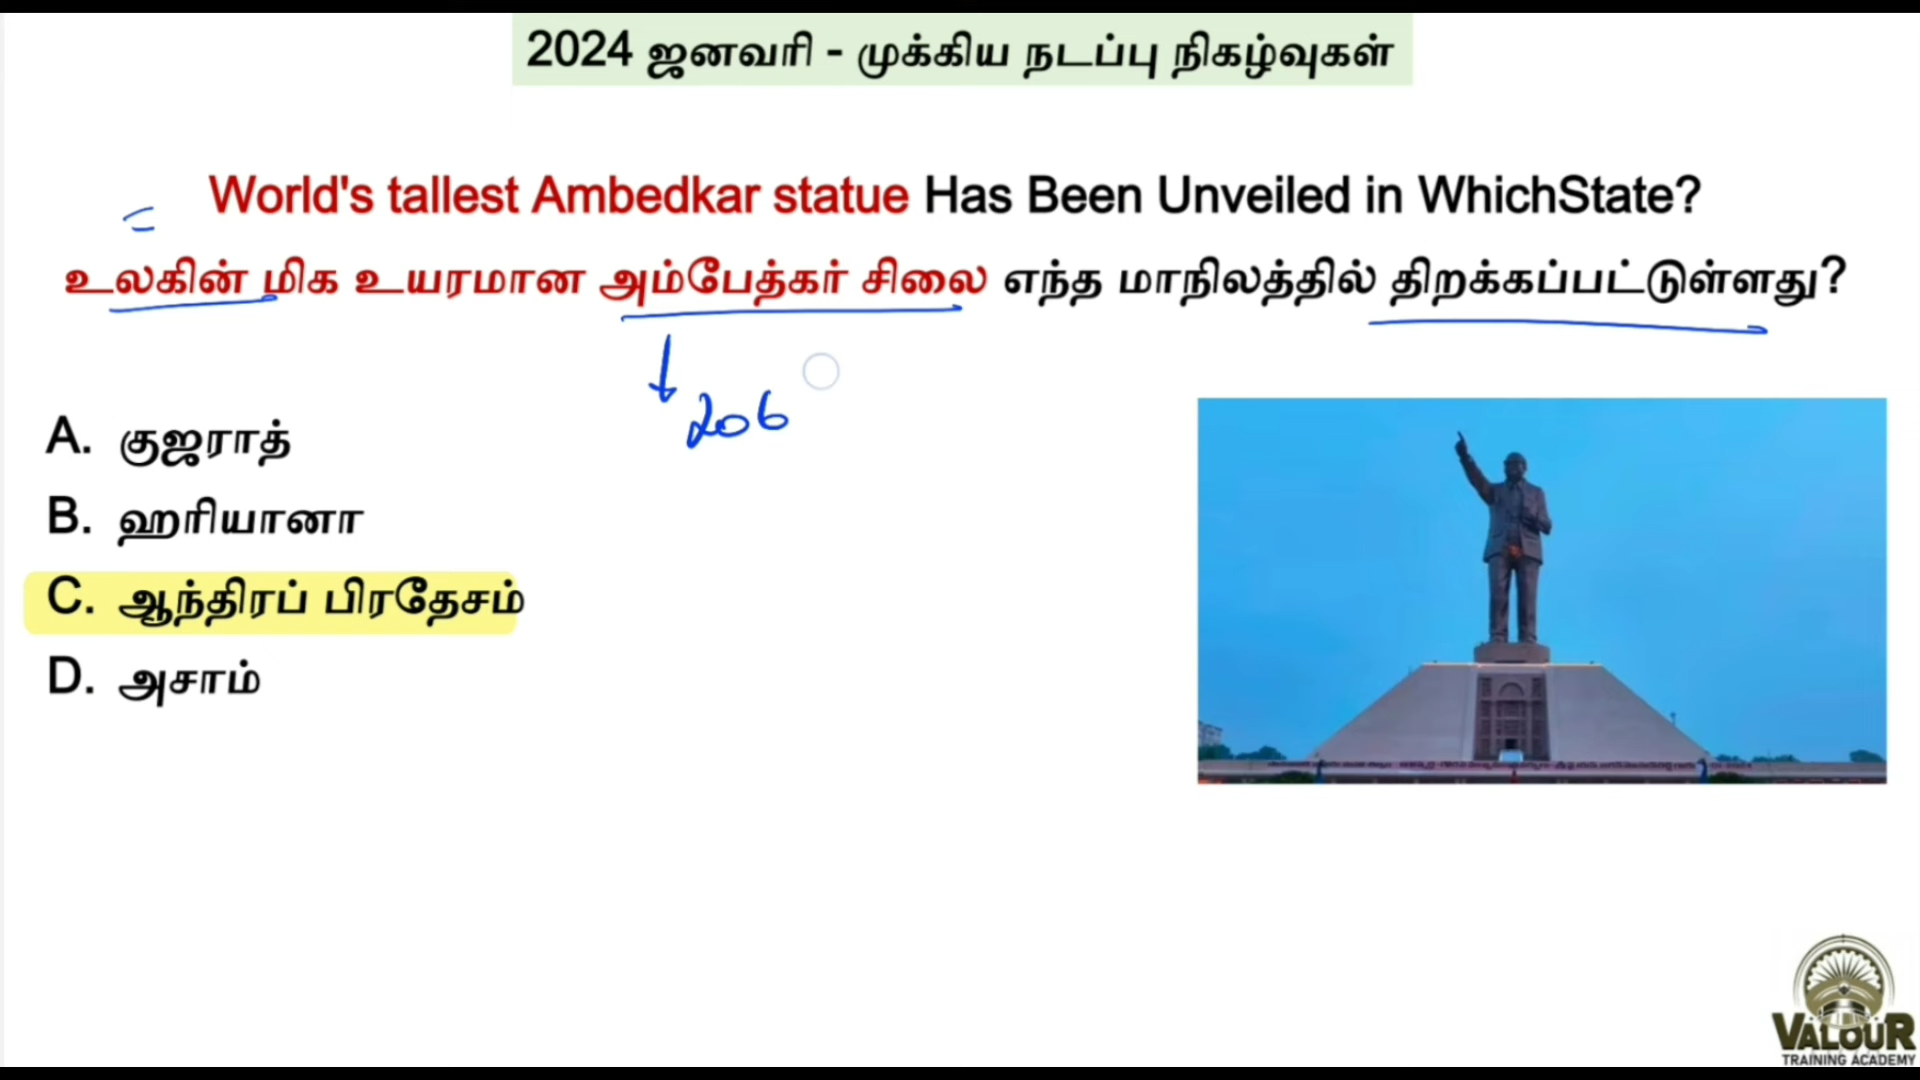 2024 ஜனவரி - முக்கிய நடப்பு நிகழ்வுகள்
World's tallest Ambedkar statue Has Been Unveiled in WhichState?
உலகின் மிக உயரமான அம்பேத்கர் சிலை எந்த மாநிலத்தில் திறக்கப்பட்டுள்ளது?
206
A. குஜராத்
B. ஹரியானா
C. ஆந்திரப் பிரதேசம்
D. அசாம்
VALOUR
TRAINING ACADEMY